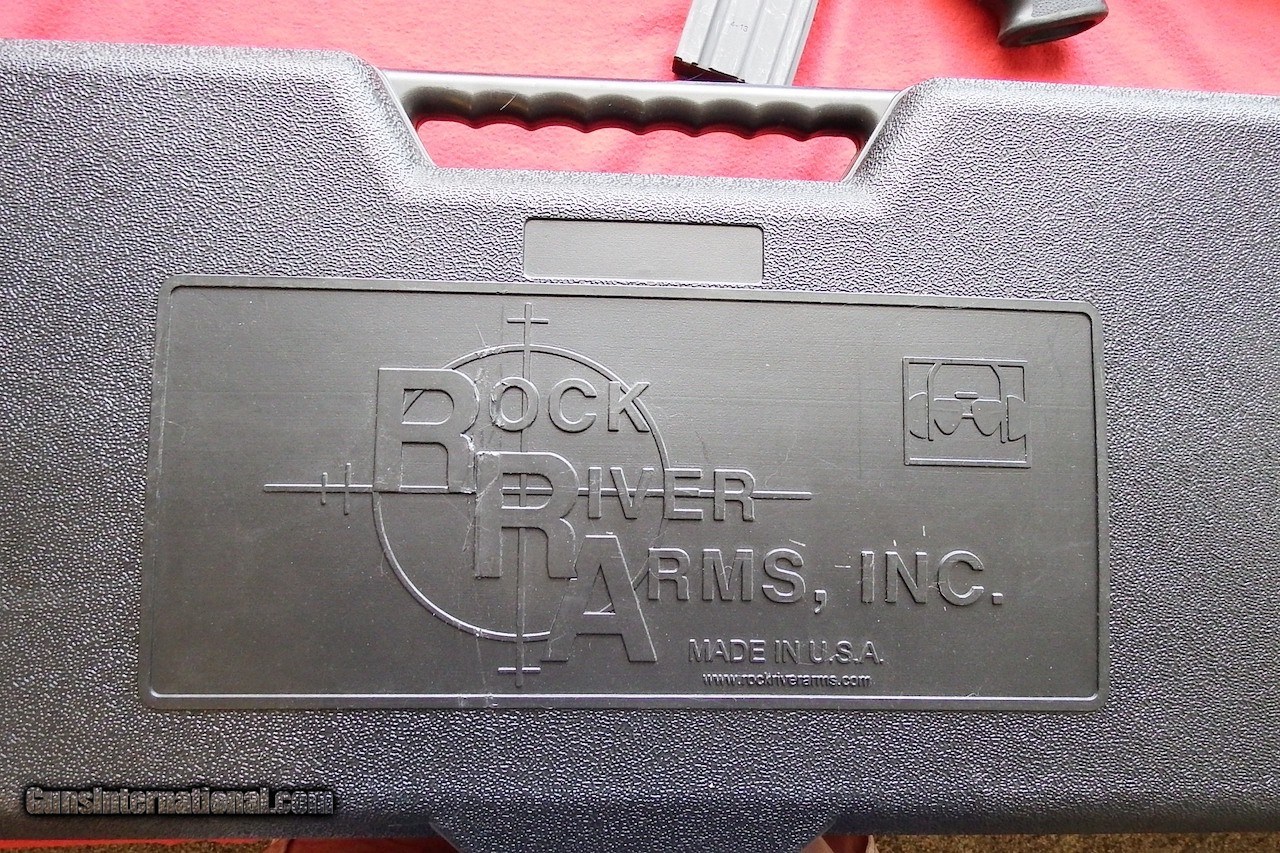 ROCK
RIVER
ARMS, INC.
MADE IN U.S.A.
www.rockriverarms.com
GunsInternational.com